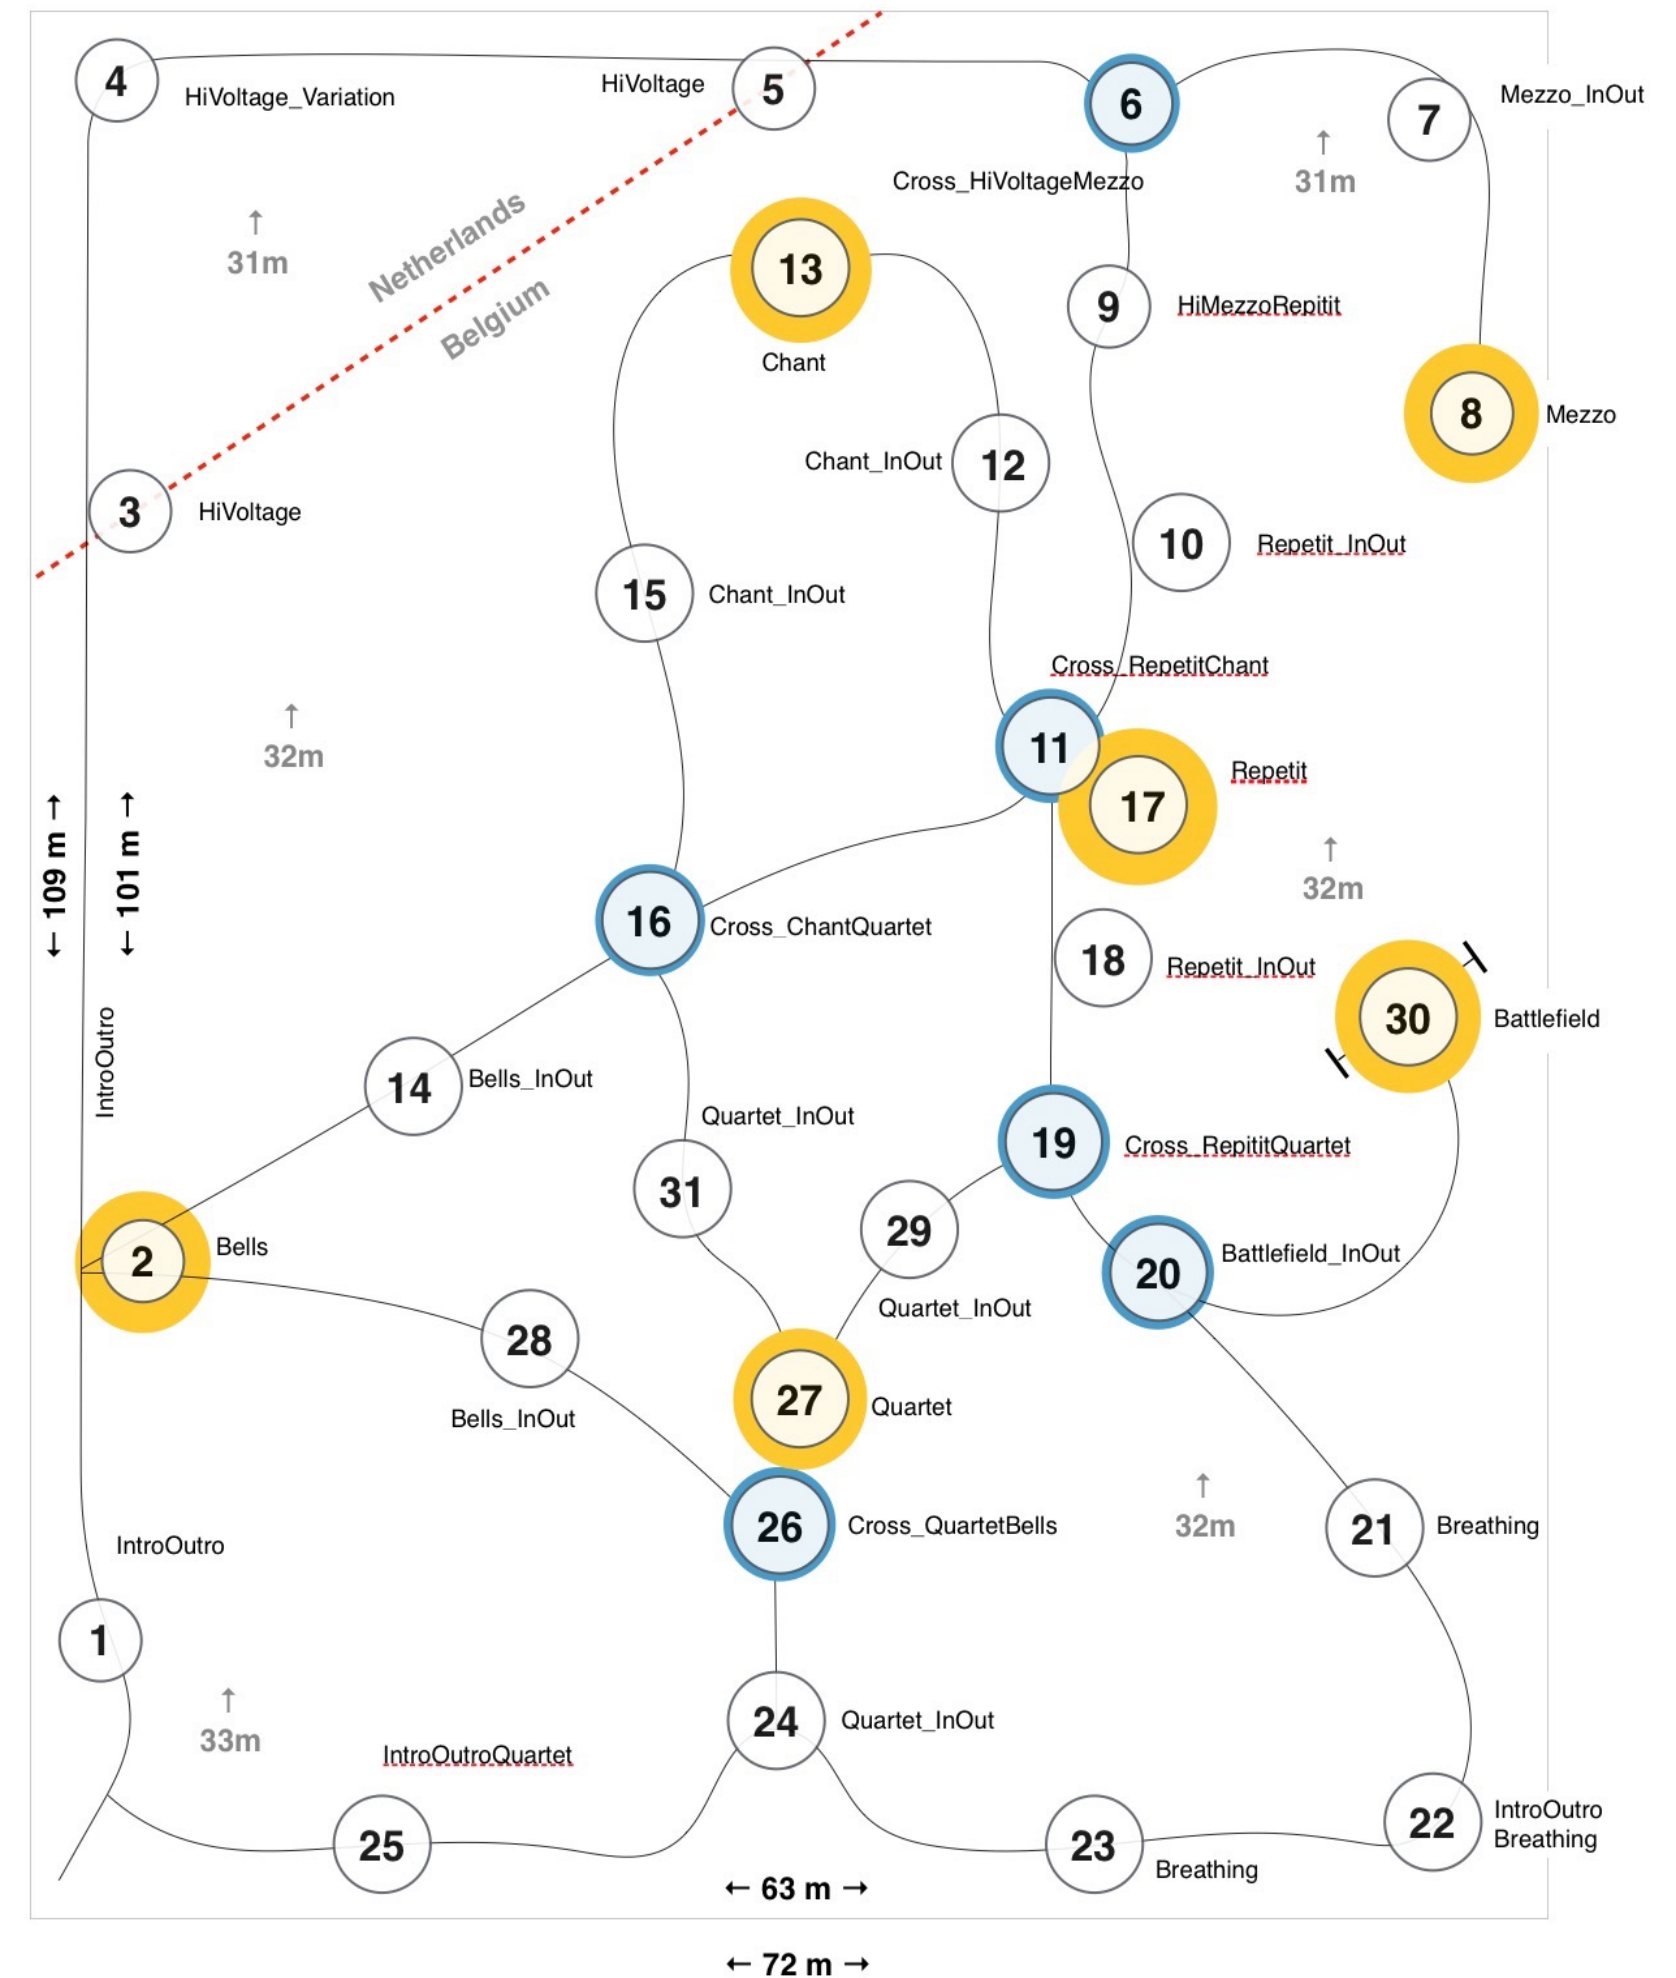 4
HiVoltage_Variation
HiVoltage
5
6
7
Mezzo_InOut
Cross_HiVoltageMezzo
↑
31m
↑
31m
Netherlands
Belgium
13
Chant
9
HiMezzoRepitit
8
Mezzo
Chant_InOut
12
3
HiVoltage
10
Repetit_InOut
15
Chant_InOut
Cross_RepetitChant
↑
32m
11
Repetit
17
← 109 m →
← 101 m →
↑
32m
16
Cross_ChantQuartet
18
Repetit_InOut
30
Battlefield
IntroOutro
14
Bells_InOut
Quartet_InOut
19
Cross_RepititQuartet
31
29
2
Bells
20
Battlefield_InOut
Quartet_InOut
28
Bells_InOut
27
Quartet
26
Cross_QuartetBells
↑
32m
21
Breathing
IntroOutro
1
↑
33m
24
Quartet_InOut
IntroOutroQuartet
25
23
Breathing
22
IntroOutro
Breathing
← 63 m →
← 72 m →